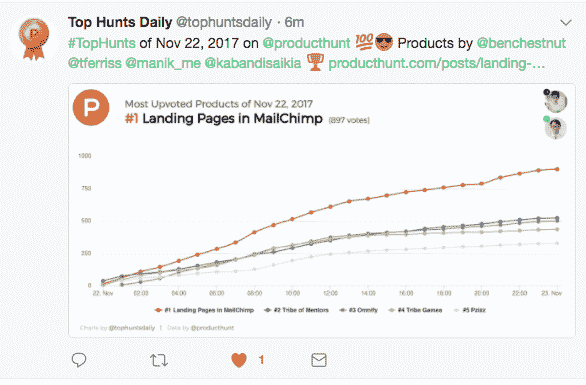 Top Hunts Daily @tophuntsdaily · 6m
#TopHunts of Nov 22, 2017 on @producthunt 💯😎 Products by @benchestnut
@tferriss @manik_me @kabandisaikia 🏆 producthunt.com/posts/landing-…
P
Most Upvoted Products of Nov 22, 2017
#1 Landing Pages in MailChimp (897 votes)
1000
750
500
250
0
22. Nov 02:00 04:00 06:00 08:00 10:00 12:00 14:00 16:00 18:00 20:00 22:00 23. Nov
#1 Landing Pages in MailChimp #2 Tribe of Mentors #3 Omnify #4 Tribe Games #5 Pzizz
Charts by @tophuntsdaily | Data by @producthunt
1